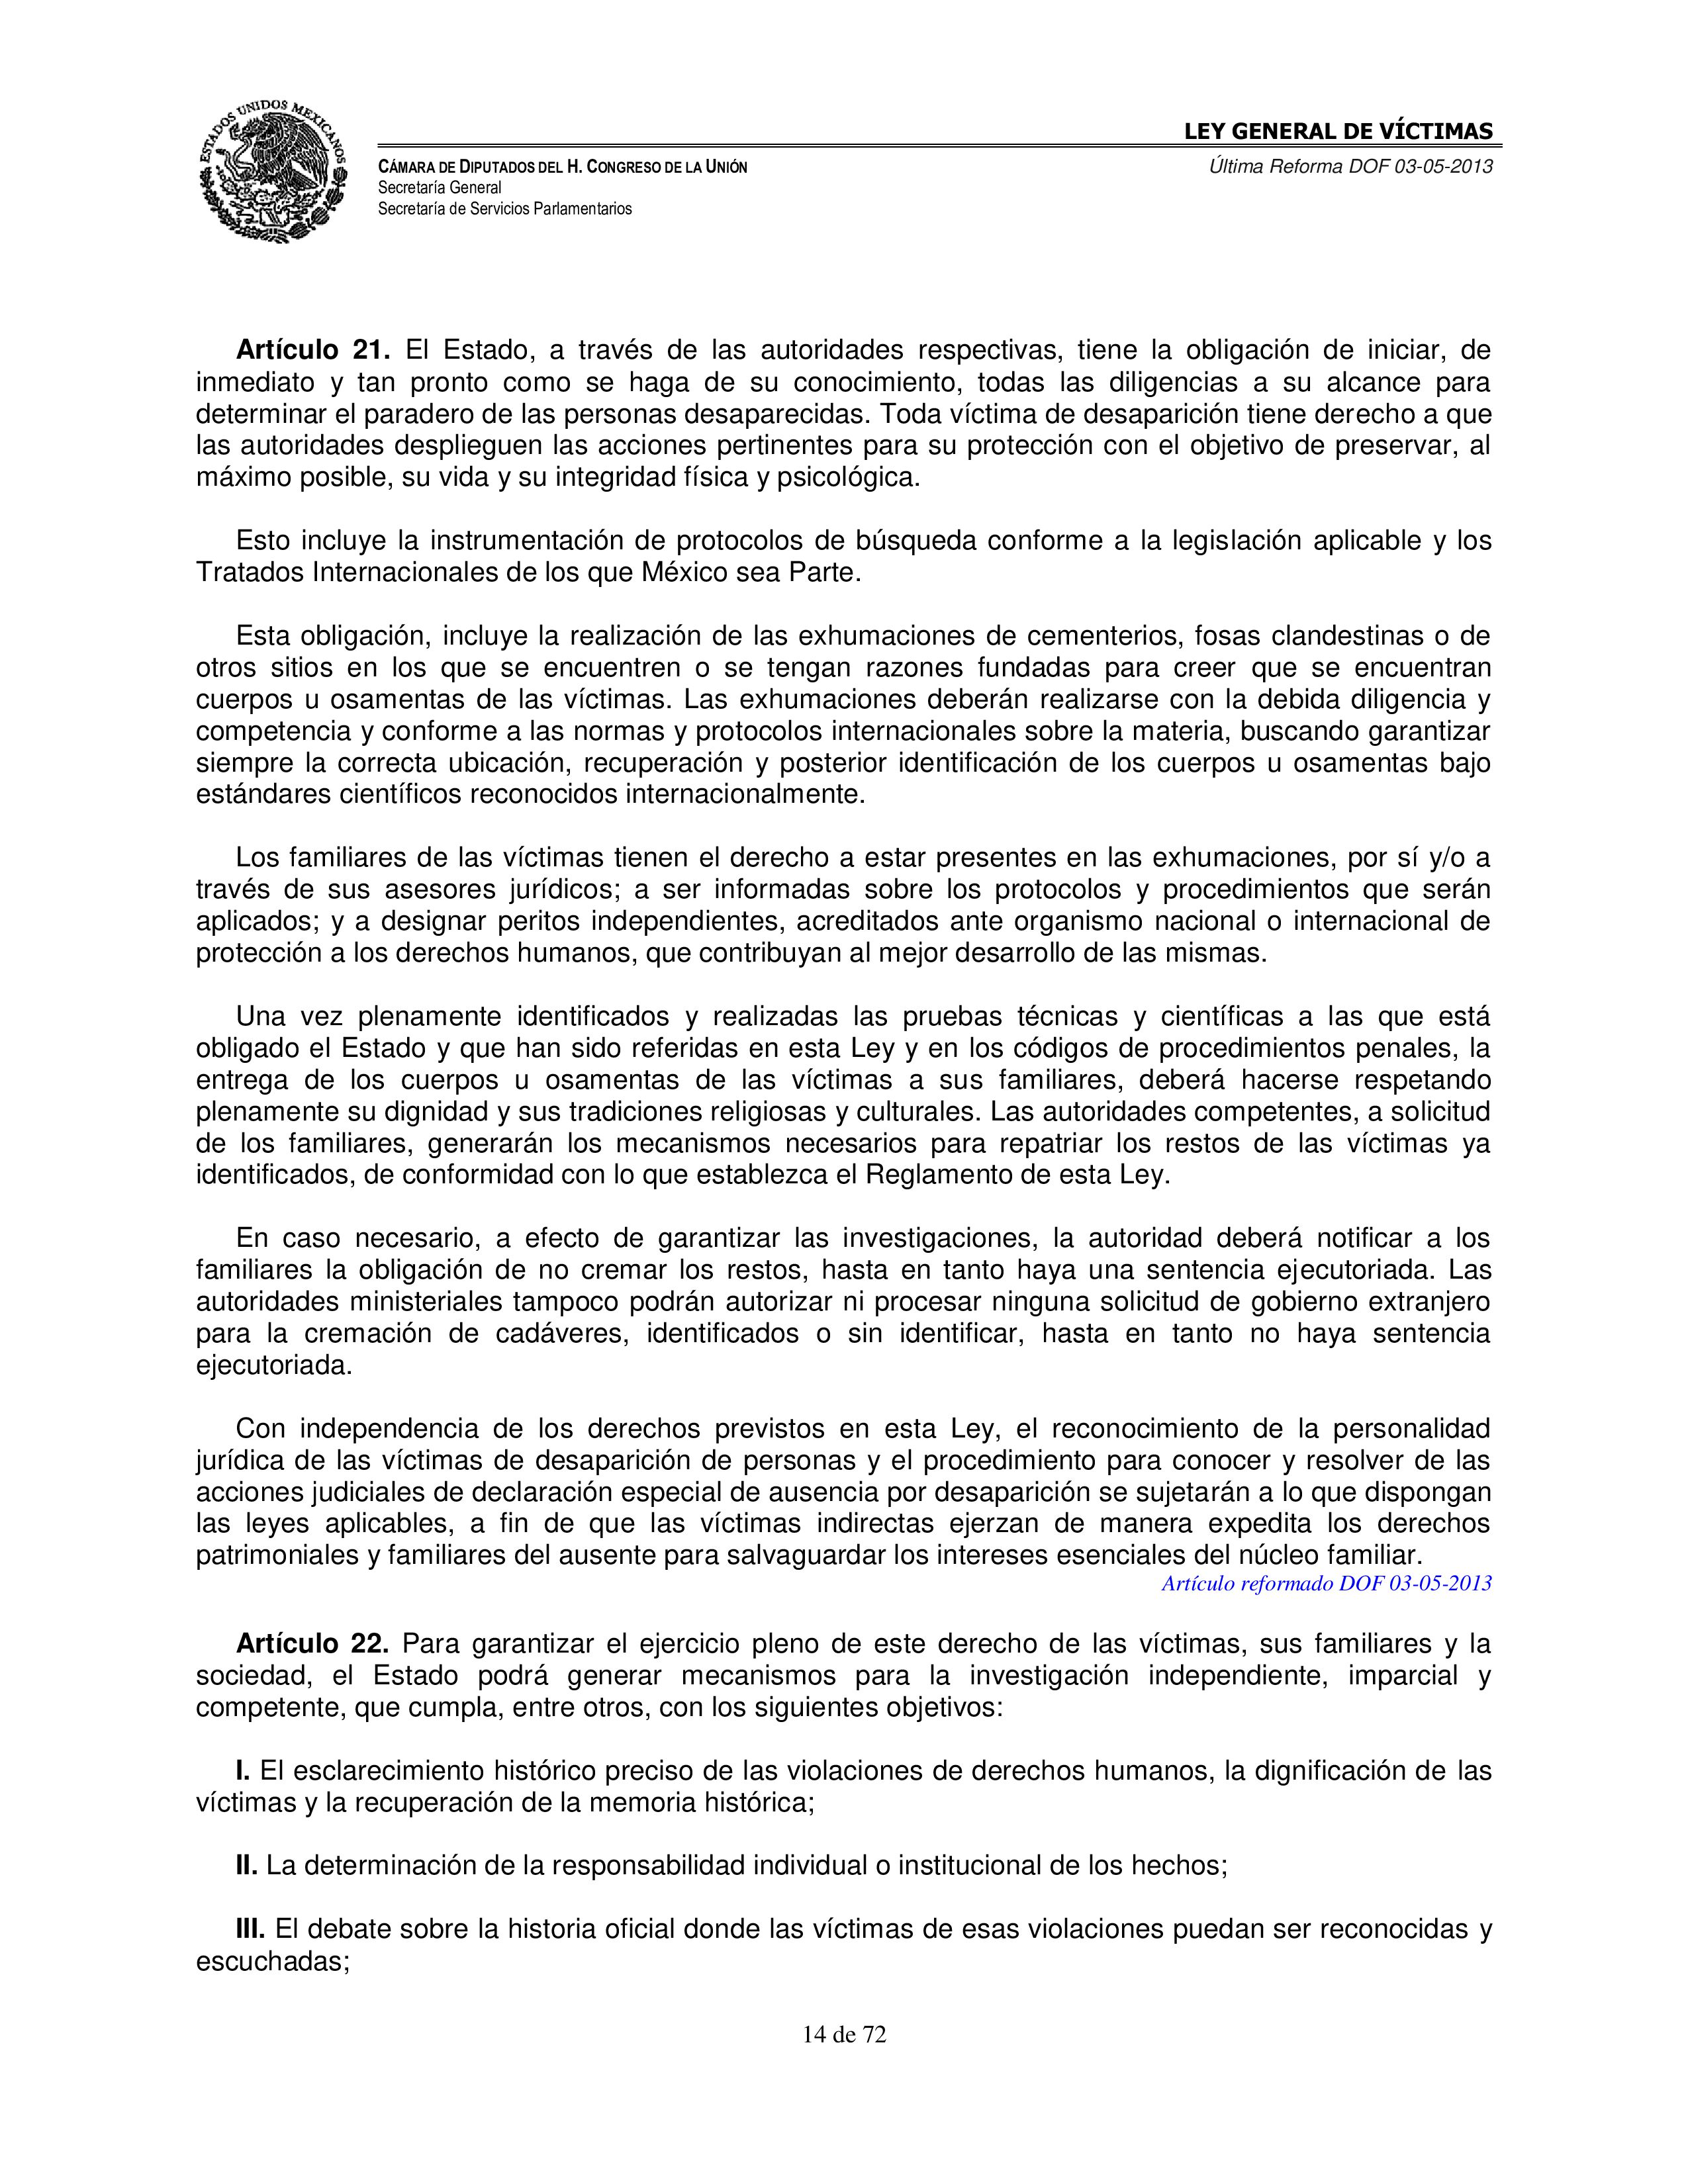 ESTADOS UNIDOS MEXICANOS
LEY GENERAL DE VÍCTIMAS
CÁMARA DE DIPUTADOS DEL H. CONGRESO DE LA UNIÓN
Última Reforma DOF 03-05-2013
Secretaría General
Secretaría de Servicios Parlamentarios
Artículo 21. El Estado, a través de las autoridades respectivas, tiene la obligación de iniciar, de
inmediato y tan pronto como se haga de su conocimiento, todas las diligencias a su alcance para
determinar el paradero de las personas desaparecidas. Toda víctima de desaparición tiene derecho a que
las autoridades desplieguen las acciones pertinentes para su protección con el objetivo de preservar, al
máximo posible, su vida y su integridad física y psicológica.
Esto incluye la instrumentación de protocolos de búsqueda conforme a la legislación aplicable y los
Tratados Internacionales de los que México sea Parte.
Esta obligación, incluye la realización de las exhumaciones de cementerios, fosas clandestinas o de
otros sitios en los que se encuentren o se tengan razones fundadas para creer que se encuentran
cuerpos u osamentas de las víctimas. Las exhumaciones deberán realizarse con la debida diligencia y
competencia y conforme a las normas y protocolos internacionales sobre la materia, buscando garantizar
siempre la correcta ubicación, recuperación y posterior identificación de los cuerpos u osamentas bajo
estándares científicos reconocidos internacionalmente.
Los familiares de las víctimas tienen el derecho a estar presentes en las exhumaciones, por sí y/o a
través de sus asesores jurídicos; a ser informadas sobre los protocolos y procedimientos que serán
aplicados; y a designar peritos independientes, acreditados ante organismo nacional o internacional de
protección a los derechos humanos, que contribuyan al mejor desarrollo de las mismas.
Una vez plenamente identificados y realizadas las pruebas técnicas y científicas a las que está
obligado el Estado y que han sido referidas en esta Ley y en los códigos de procedimientos penales, la
entrega de los cuerpos u osamentas de las víctimas a sus familiares, deberá hacerse respetando
plenamente su dignidad y sus tradiciones religiosas y culturales. Las autoridades competentes, a solicitud
de los familiares, generarán los mecanismos necesarios para repatriar los restos de las víctimas ya
identificados, de conformidad con lo que establezca el Reglamento de esta Ley.
En caso necesario, a efecto de garantizar las investigaciones, la autoridad deberá notificar a los
familiares la obligación de no cremar los restos, hasta en tanto haya una sentencia ejecutoriada. Las
autoridades ministeriales tampoco podrán autorizar ni procesar ninguna solicitud de gobierno extranjero
para la cremación de cadáveres, identificados o sin identificar, hasta en tanto no haya sentencia
ejecutoriada.
Con independencia de los derechos previstos en esta Ley, el reconocimiento de la personalidad
jurídica de las víctimas de desaparición de personas y el procedimiento para conocer y resolver de las
acciones judiciales de declaración especial de ausencia por desaparición se sujetarán a lo que dispongan
las leyes aplicables, a fin de que las víctimas indirectas ejerzan de manera expedita los derechos
patrimoniales y familiares del ausente para salvaguardar los intereses esenciales del núcleo familiar.
Artículo reformado DOF 03-05-2013
Artículo 22. Para garantizar el ejercicio pleno de este derecho de las víctimas, sus familiares y la
sociedad, el Estado podrá generar mecanismos para la investigación independiente, imparcial y
competente, que cumpla, entre otros, con los siguientes objetivos:
I. El esclarecimiento histórico preciso de las violaciones de derechos humanos, la dignificación de las
víctimas y la recuperación de la memoria histórica;
II. La determinación de la responsabilidad individual o institucional de los hechos;
III. El debate sobre la historia oficial donde las víctimas de esas violaciones puedan ser reconocidas y
escuchadas;
14 de 72